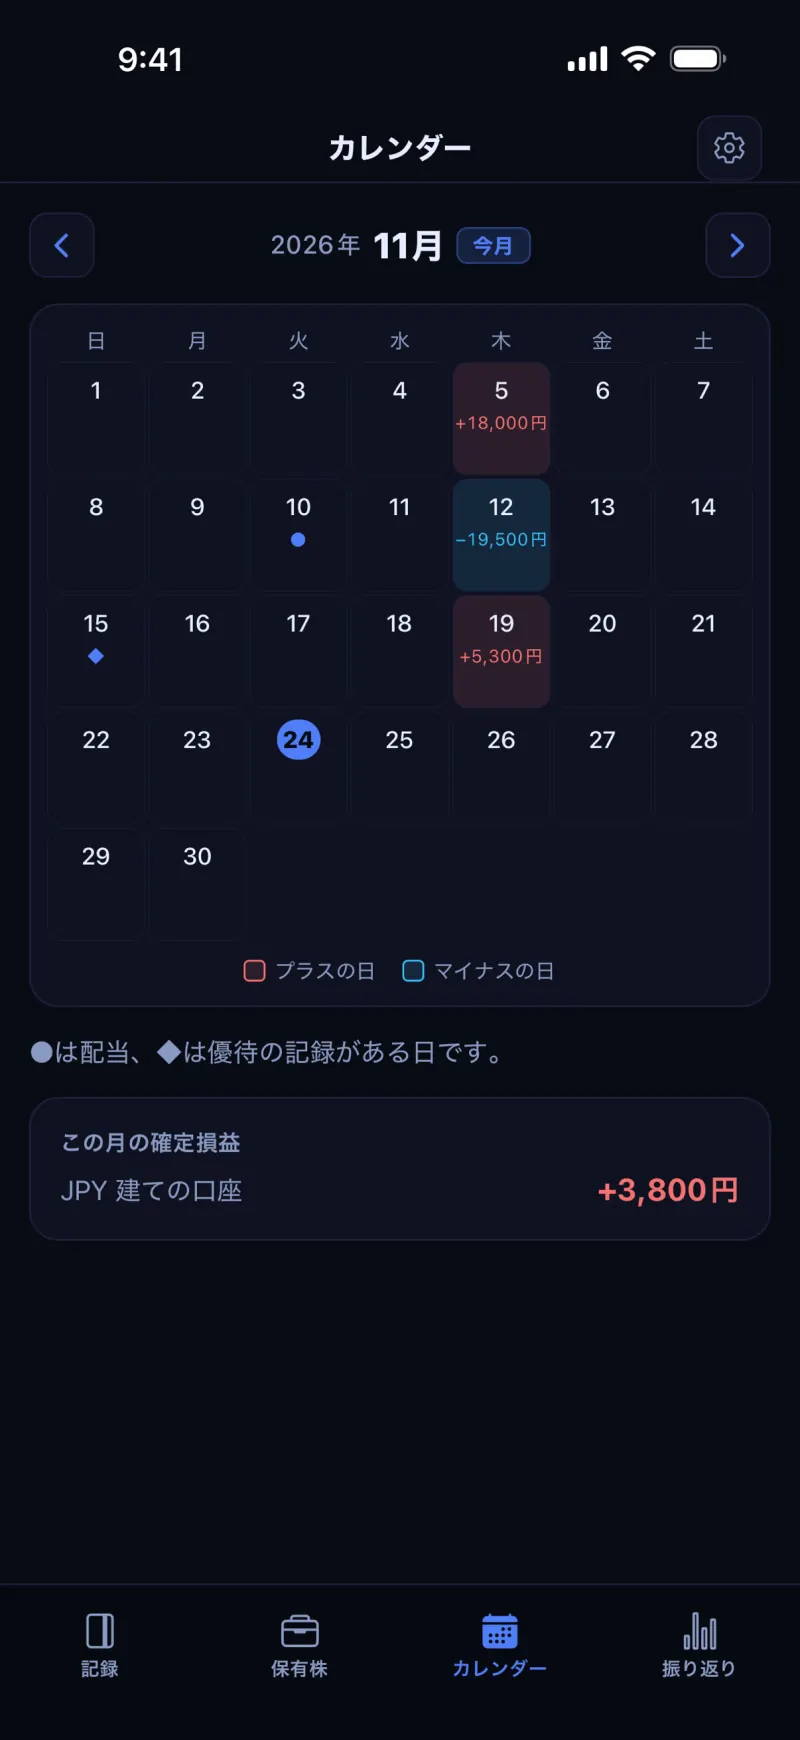 9:41
カレンダー
2026年 11月 今月
日 月 火 水 木 金 土
1 2 3 4 5 6 7
+18,000円
8 9 10 11 12 13 14
−19,500円
15 16 17 18 19 20 21
+5,300円
22 23 24 25 26 27 28
29 30
プラスの日 マイナスの日
●は配当、◆は優待の記録がある日です。
この月の確定損益
JPY 建ての口座 +3,800円
記録 保有株 カレンダー 振り返り